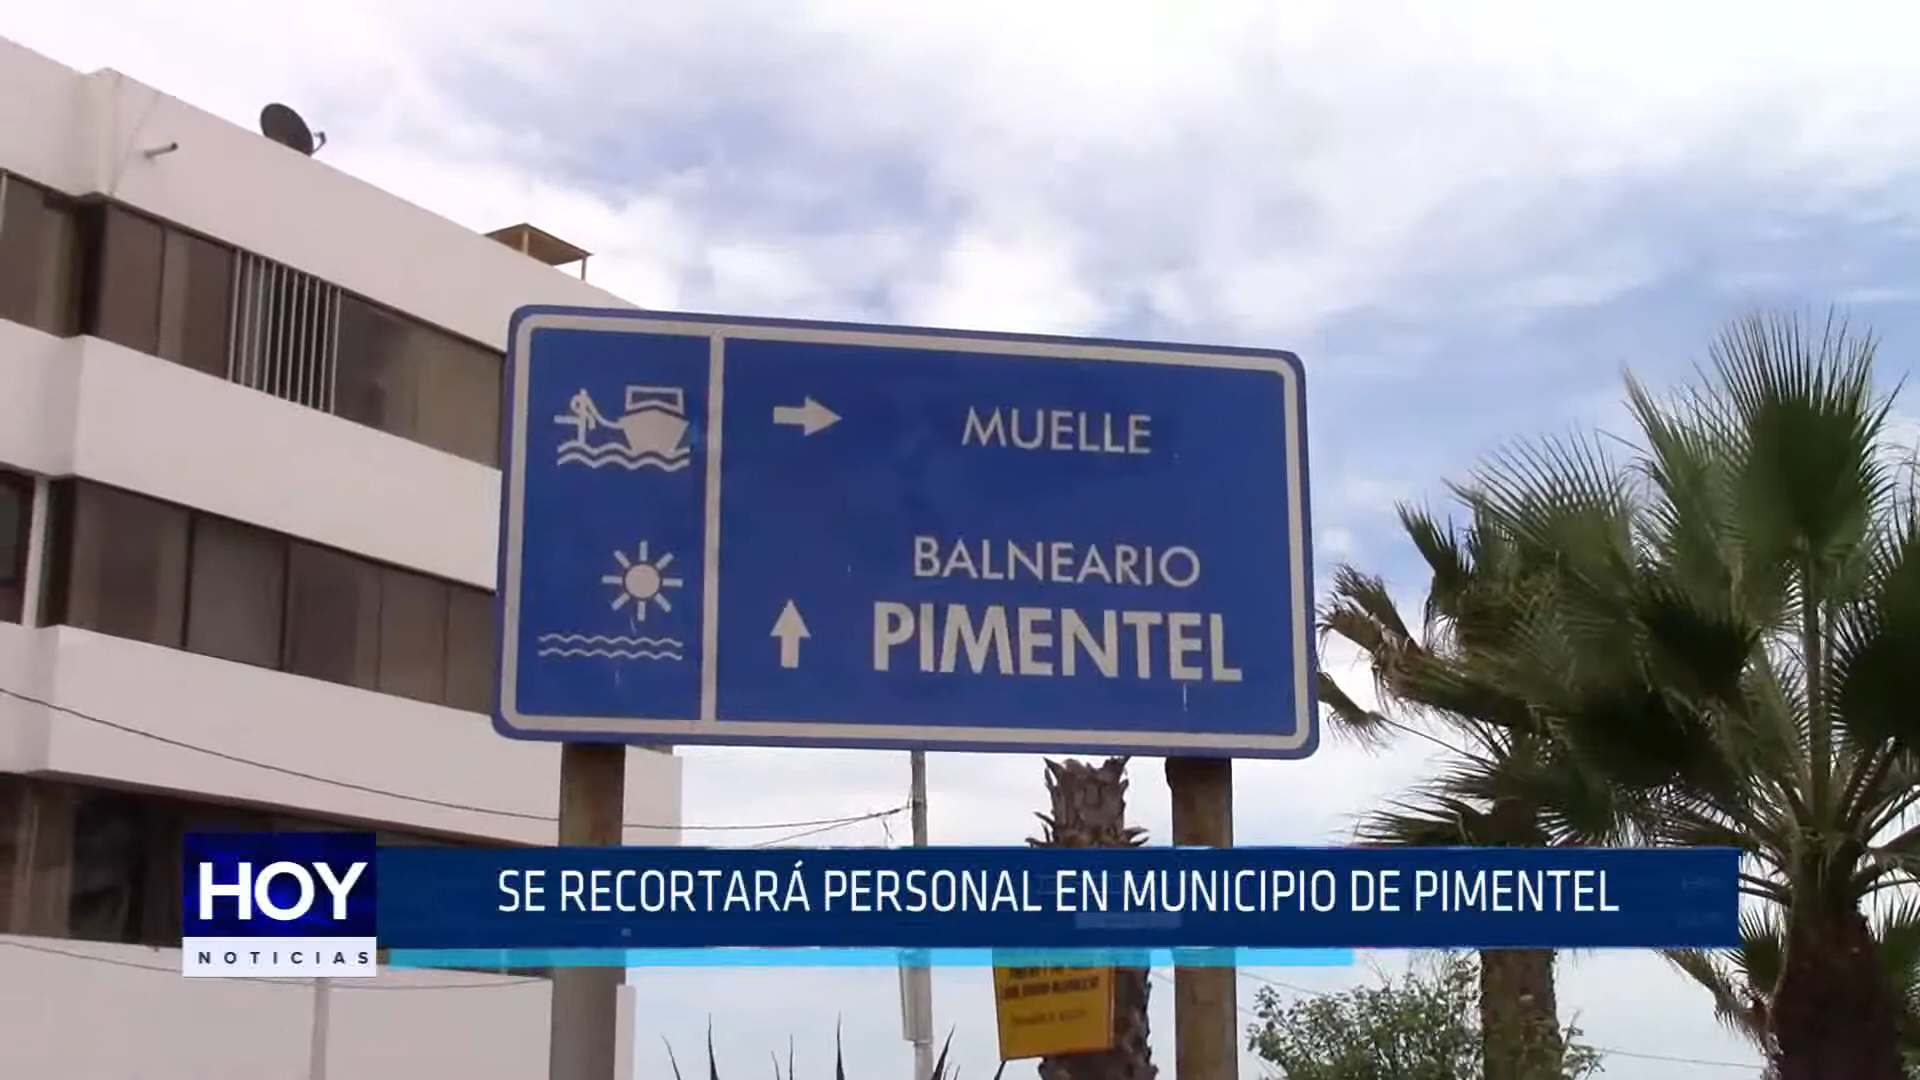 MUELLE
BALNEARIO
PIMENTEL
HOY
NOTICIAS
SE RECORTARÁ PERSONAL EN MUNICIPIO DE PIMENTEL